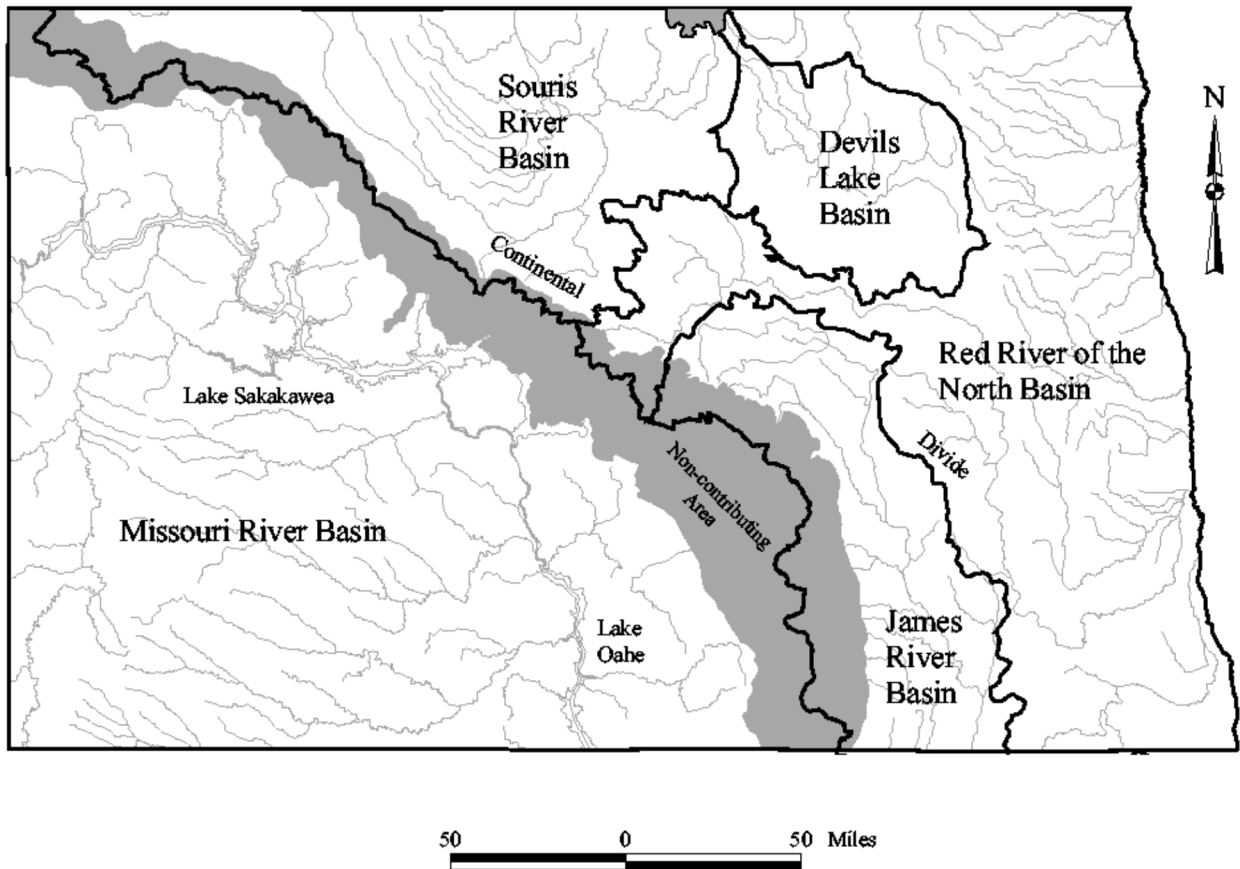 Souris
River
Basin
N
Devils
Lake
Basin
Continental
Red River of the
North Basin
Lake Sakakawea
Divide
Non-contributing
Area
Missouri River Basin
James
River
Basin
Lake
Oahe
50 0 50 Miles